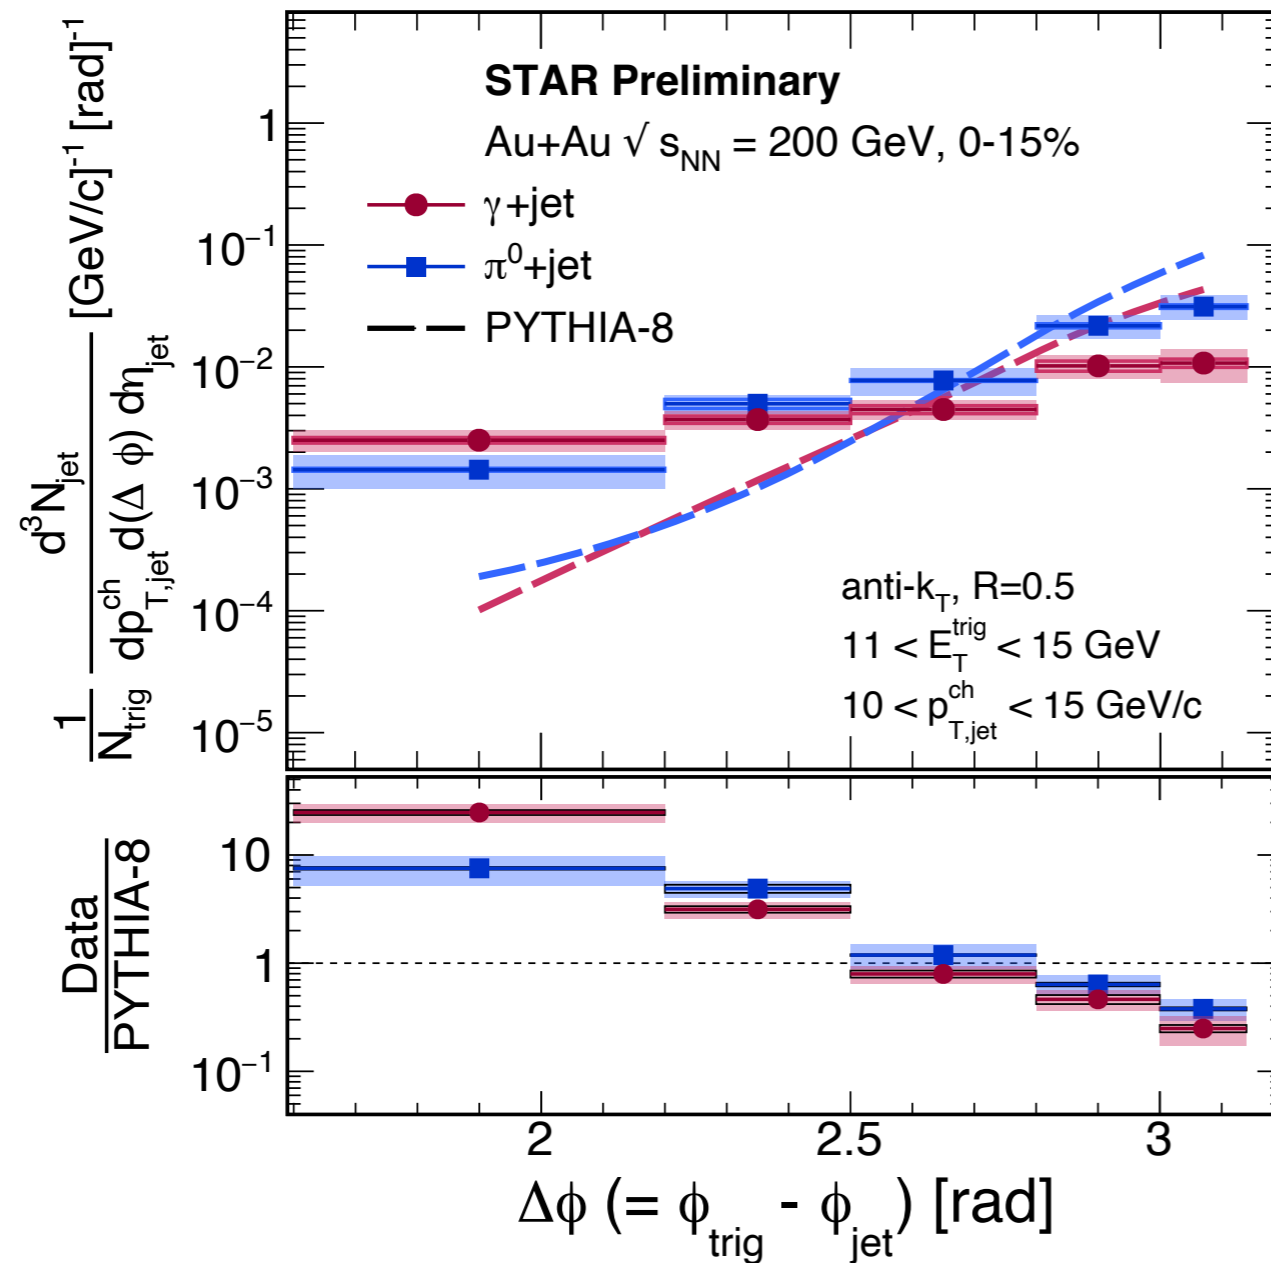 STAR Preliminary
Au+Au √ s_NN = 200 GeV, 0-15%
γ+jet
π⁰+jet
PYTHIA-8
1
10⁻¹
10⁻²
10⁻³
10⁻⁴
10⁻⁵
1/N_trig d³N_jet/dp_T,jet^ch d(Δ ϕ) dη_jet [GeV/c]⁻¹ [rad]⁻¹
anti-k_T, R=0.5
11 < E_T^trig < 15 GeV
10 < p_T,jet^ch < 15 GeV/c
Data
PYTHIA-8
10
1
10⁻¹
2 2.5 3
Δϕ (= ϕ_trig - ϕ_jet) [rad]